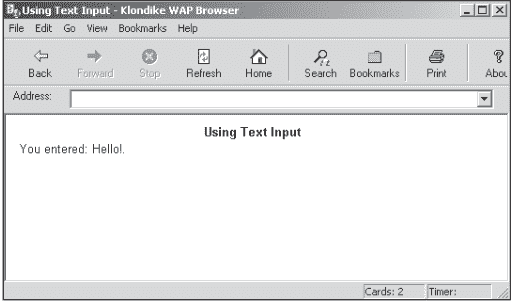 Using Text Input - Klondike WAP Browser
File Edit Go View Bookmarks Help
Back Forward Stop Refresh Home Search Bookmarks Print Abou
Address:
Using Text Input
You entered: Hello!.
Cards: 2 Timer: